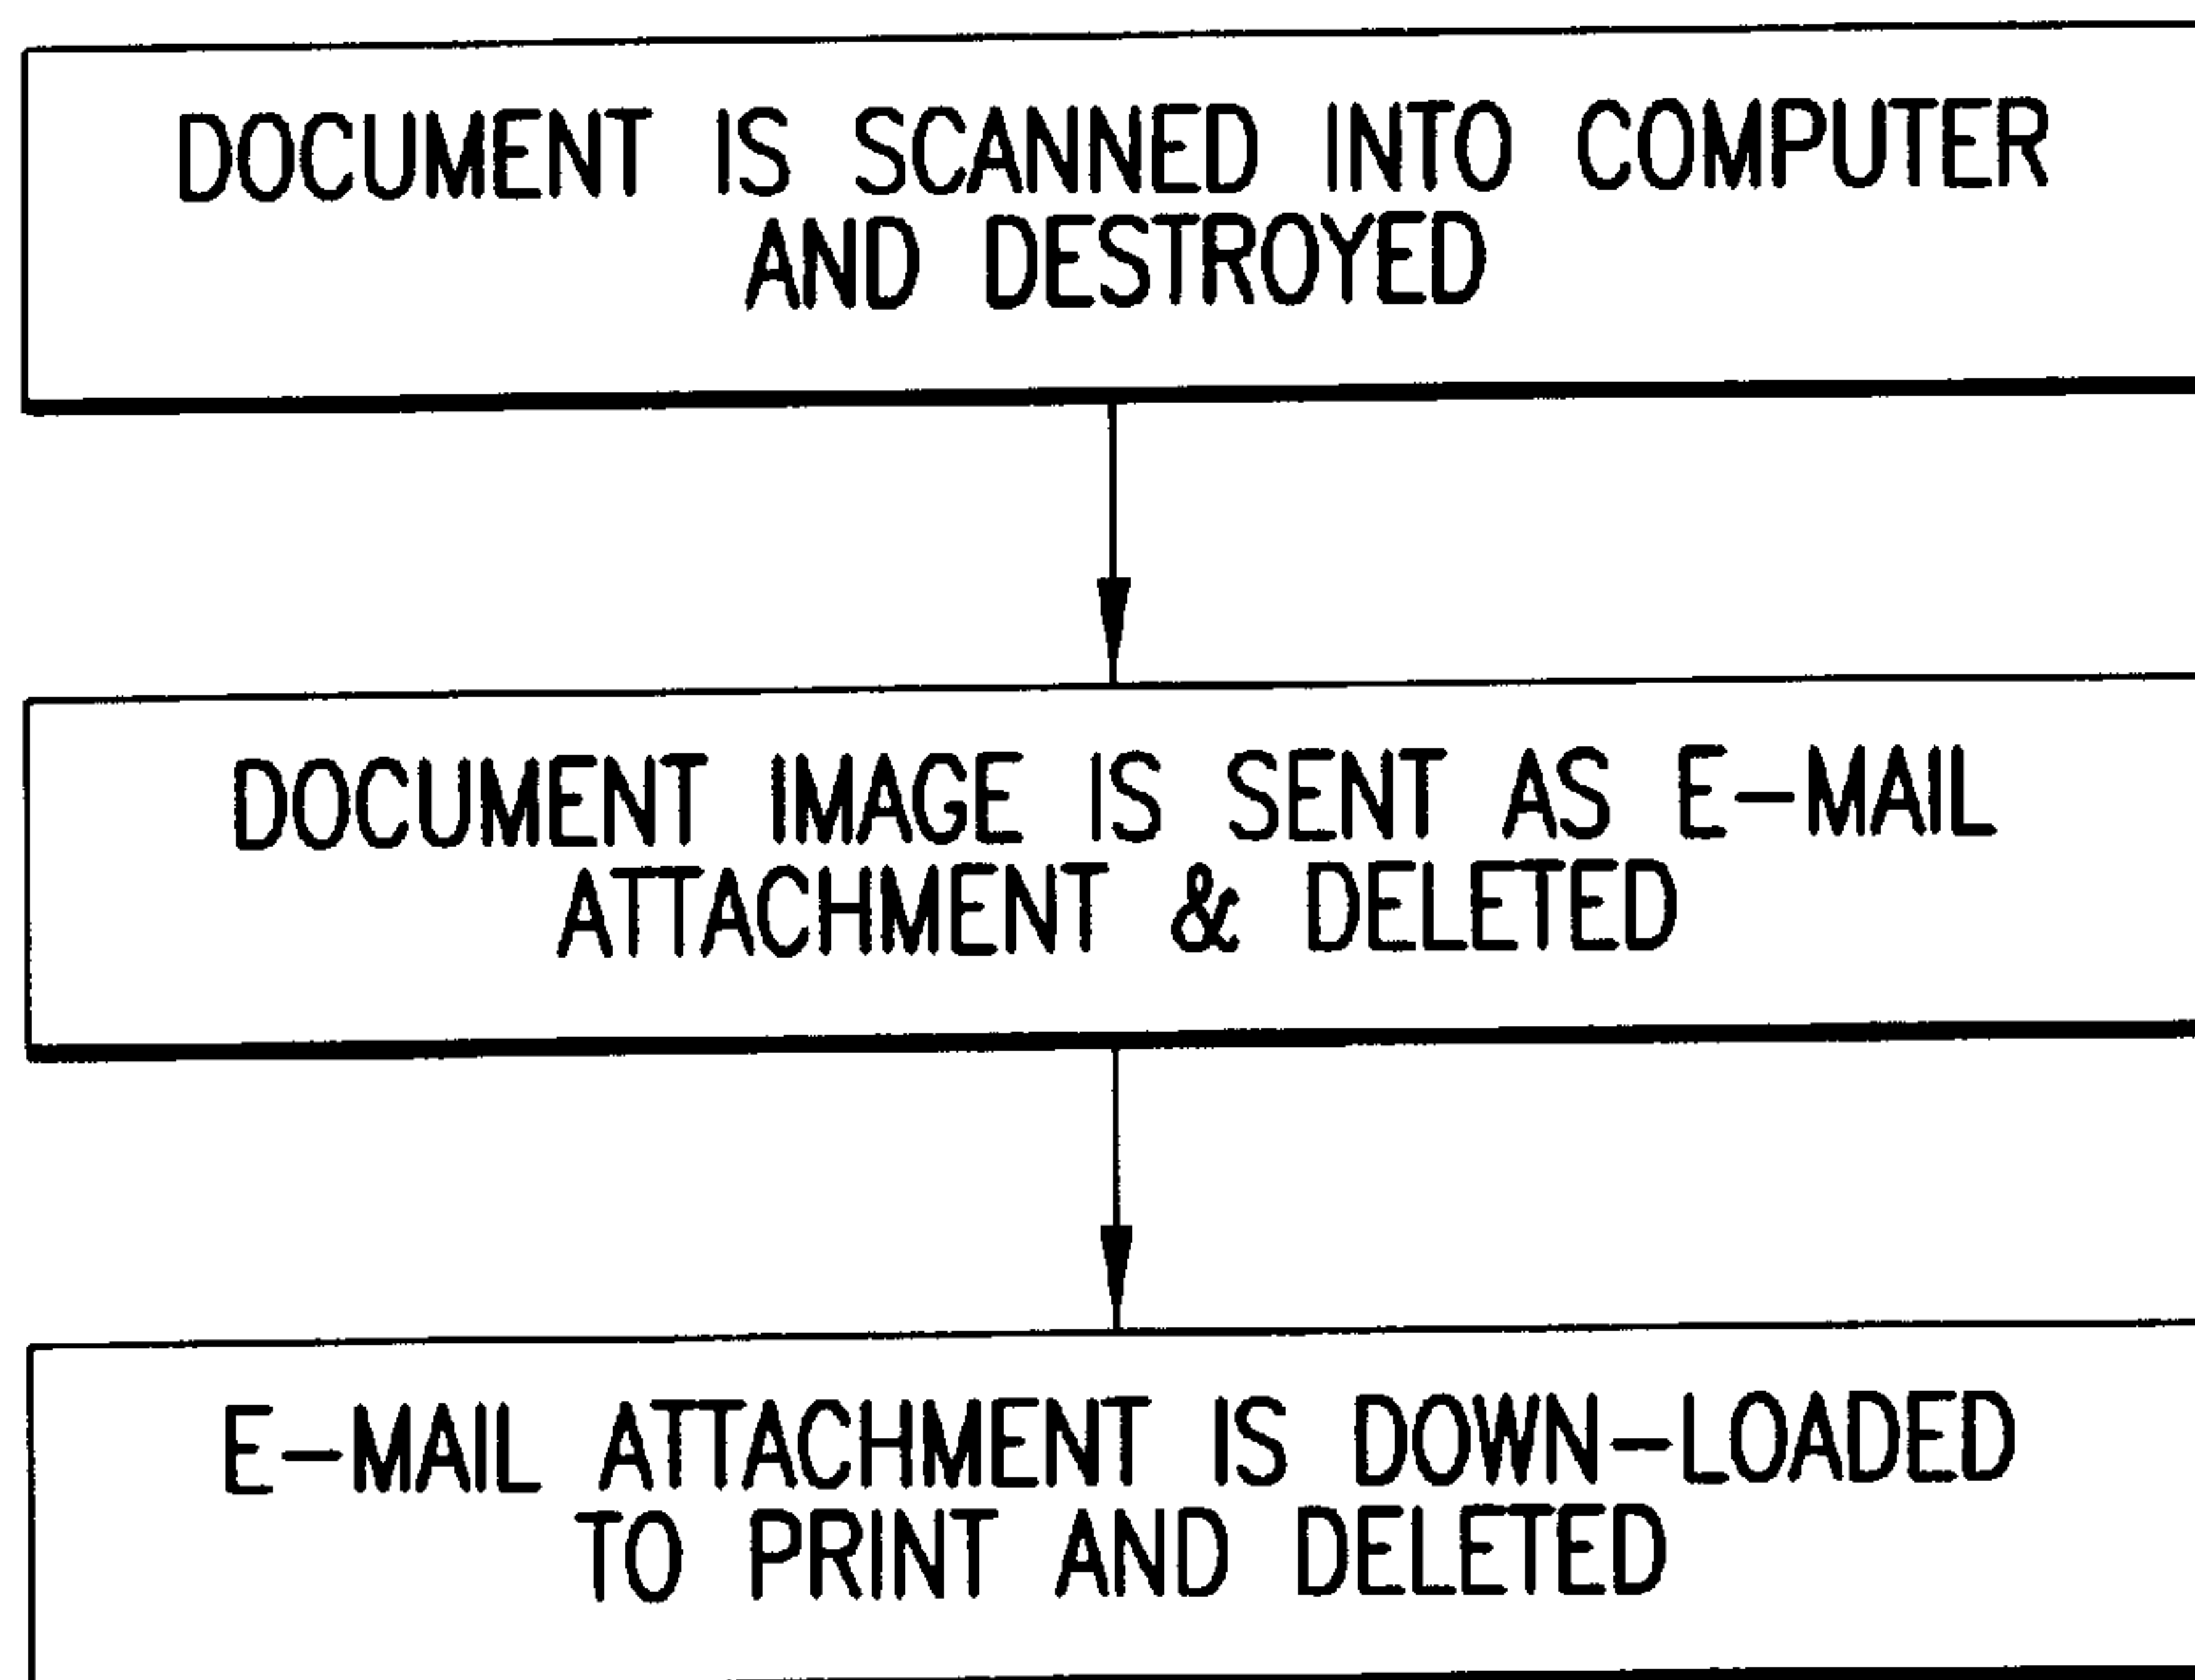 DOCUMENT IS SCANNED INTO COMPUTER
AND DESTROYED
DOCUMENT IMAGE IS SENT AS E-MAIL
ATTACHMENT & DELETED
E-MAIL ATTACHMENT IS DOWN-LOADED
TO PRINT AND DELETED